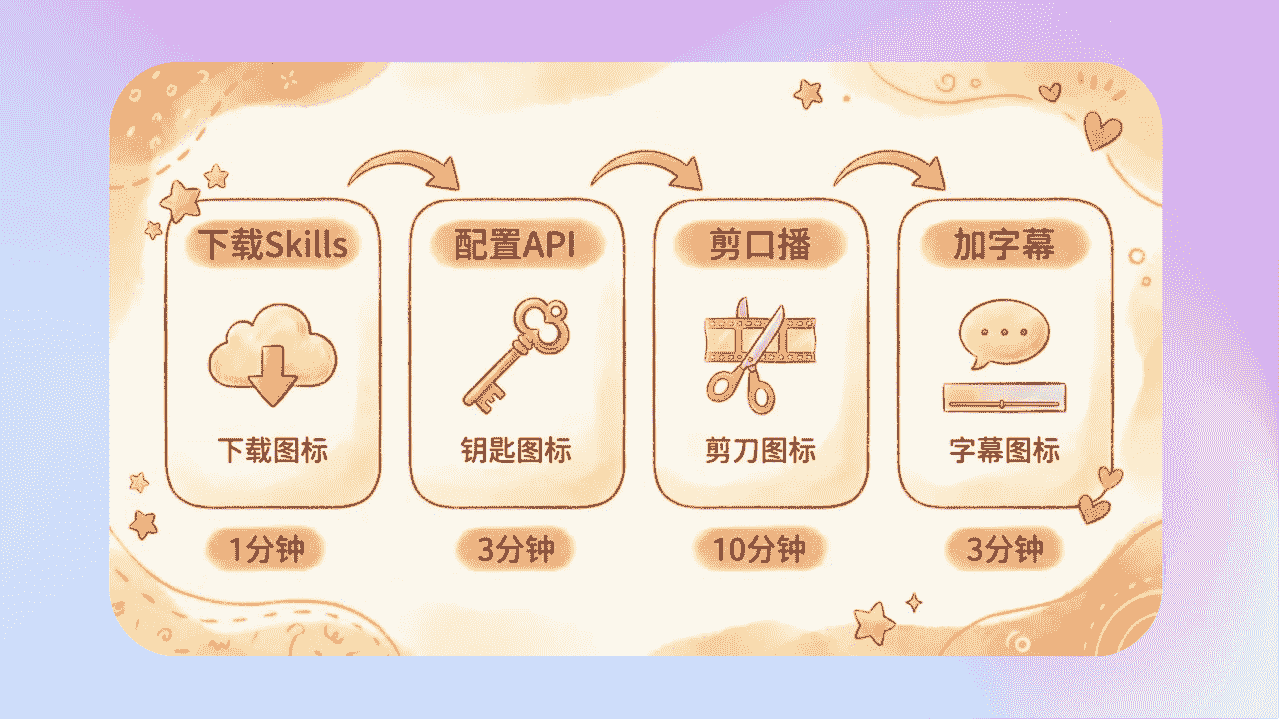 下载Skills
配置API
剪口播
加字幕
下载图标
钥匙图标
剪刀图标
字幕图标
1分钟
3分钟
10分钟
3分钟